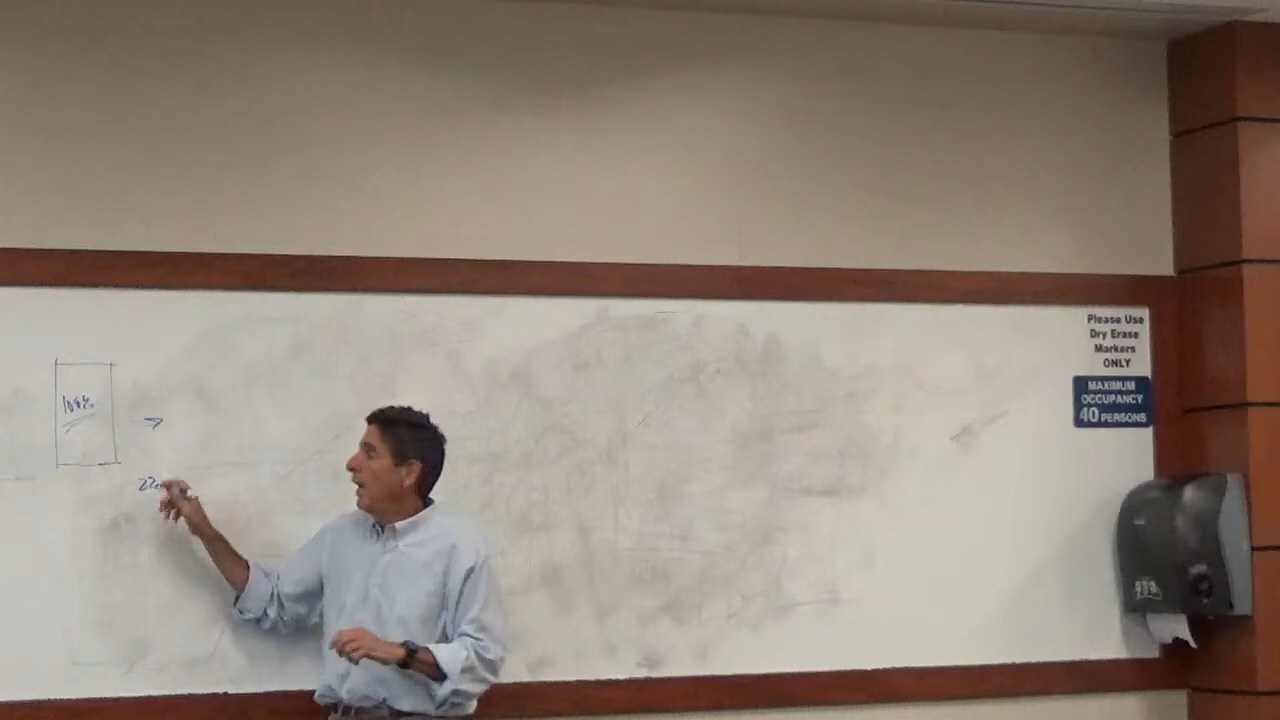 Please Use
Dry Erase
Markers
ONLY
MAXIMUM
OCCUPANCY
40 PERSONS